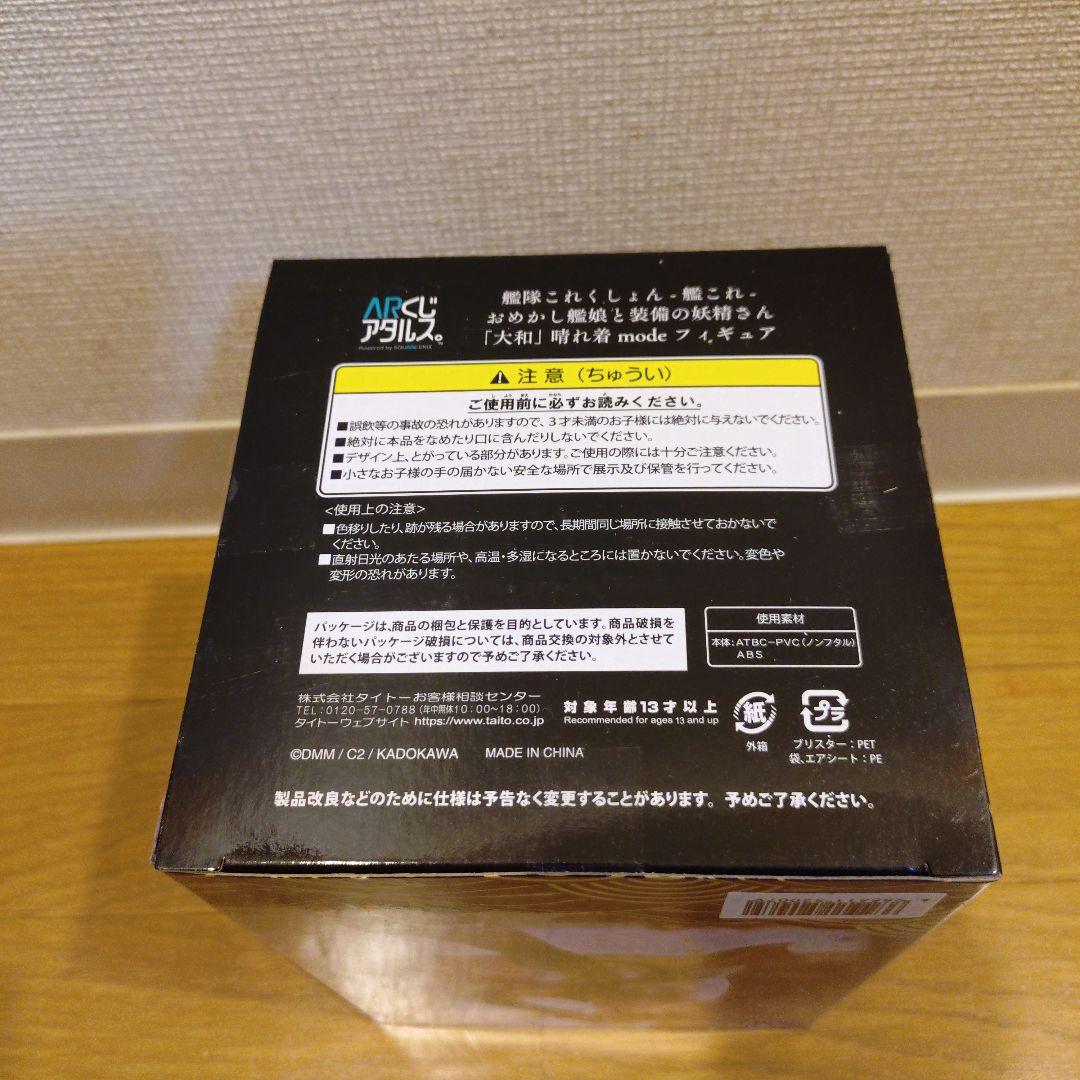 ARくじ
アタルス。
Powered by SQUARE ENIX
艦隊これくしょん -艦これ-
おめかし艦娘と装備の妖精さん
「大和」晴れ着 mode フィギュア
注意（ちゅうい）
ご使用前に必ずお読みください。
■誤飲等の事故の恐れがありますので、3才未満のお子様には絶対に与えないでください。
■絶対に本品をなめたり口に含んだりしないでください。
■デザイン上、とがっている部分があります。ご使用の際には十分ご注意ください。
■小さなお子様の手の届かない安全な場所で展示及び保管を行ってください。
<使用上の注意>
■色移りしたり、跡が残る場合がありますので、長期間同じ場所に接触させておかないで
ください。
■直射日光のあたる場所や、高温・多湿になるところには置かないでください。変色や
変形の恐れがあります。
パッケージは、商品の梱包と保護を目的としています。商品破損を
伴わないパッケージ破損については、商品交換の対象外とさせて
いただく場合がございますので予めご了承ください。
使用素材
本体：ATBC-PVC（ノンフタル）
ABS
株式会社タイトーお客様相談センター
TEL：0120-57-0788（年中無休10：00～18：00）
タイトーウェブサイト https://www.taito.co.jp
対象年齢13才以上
Recommended for ages 13 and up
紙
外箱
プラ
ブリスター：PET
袋、エアシート：PE
©DMM / C2 / KADOKAWA MADE IN CHINA
製品改良などのために仕様は予告なく変更することがあります。予めご了承ください。